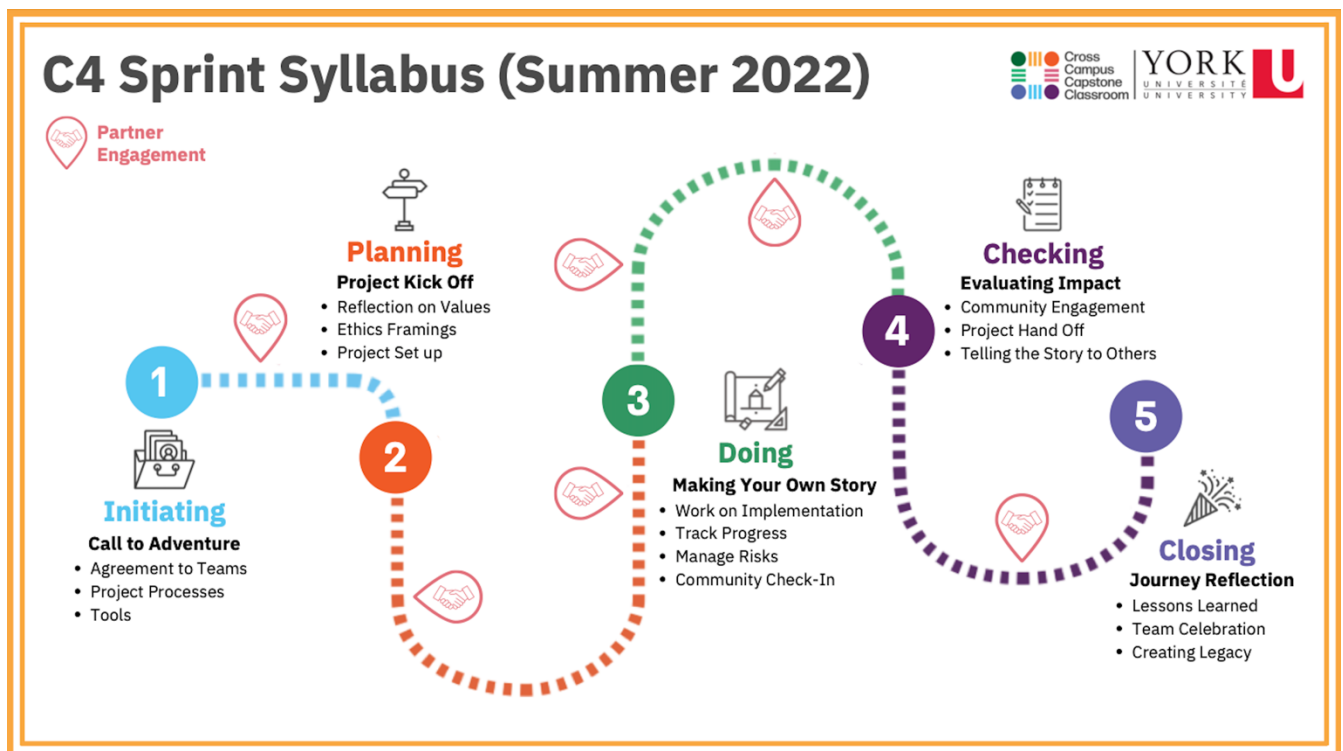 C4 Sprint Syllabus (Summer 2022)
Cross
Campus
Capstone
Classroom
YORK
UNIVERSITÉ
UNIVERSITY
U
Partner
Engagement
1
Initiating
Call to Adventure
• Agreement to Teams
• Project Processes
• Tools
Planning
Project Kick Off
• Reflection on Values
• Ethics Framings
• Project Set up
2
3
Doing
Making Your Own Story
• Work on Implementation
• Track Progress
• Manage Risks
• Community Check-In
Checking
Evaluating Impact
• Community Engagement
• Project Hand Off
• Telling the Story to Others
4
5
Closing
Journey Reflection
• Lessons Learned
• Team Celebration
• Creating Legacy